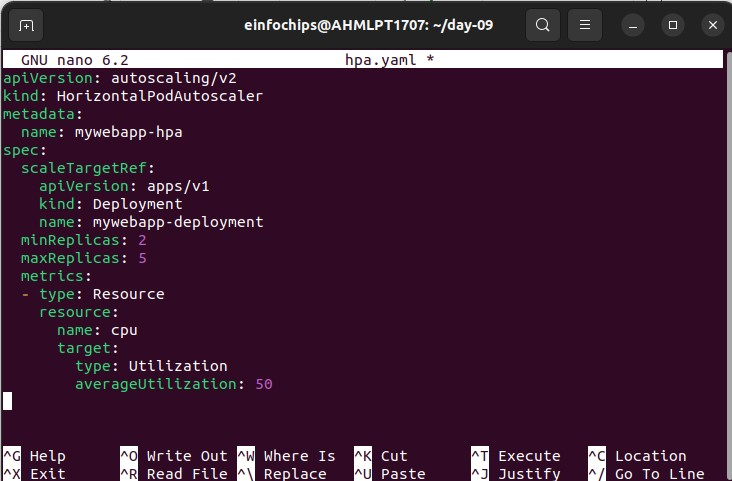 einfochips@AHMLPT1707: ~/day-09
GNU nano 6.2 hpa.yaml *
apiVersion: autoscaling/v2
kind: HorizontalPodAutoscaler
metadata:
  name: mywebapp-hpa
spec:
  scaleTargetRef:
    apiVersion: apps/v1
    kind: Deployment
    name: mywebapp-deployment
  minReplicas: 2
  maxReplicas: 5
  metrics:
  - type: Resource
    resource:
      name: cpu
      target:
        type: Utilization
        averageUtilization: 50
^G Help ^O Write Out ^W Where Is ^K Cut ^T Execute ^C Location
^X Exit ^R Read File ^\ Replace ^U Paste ^J Justify ^/ Go To Line